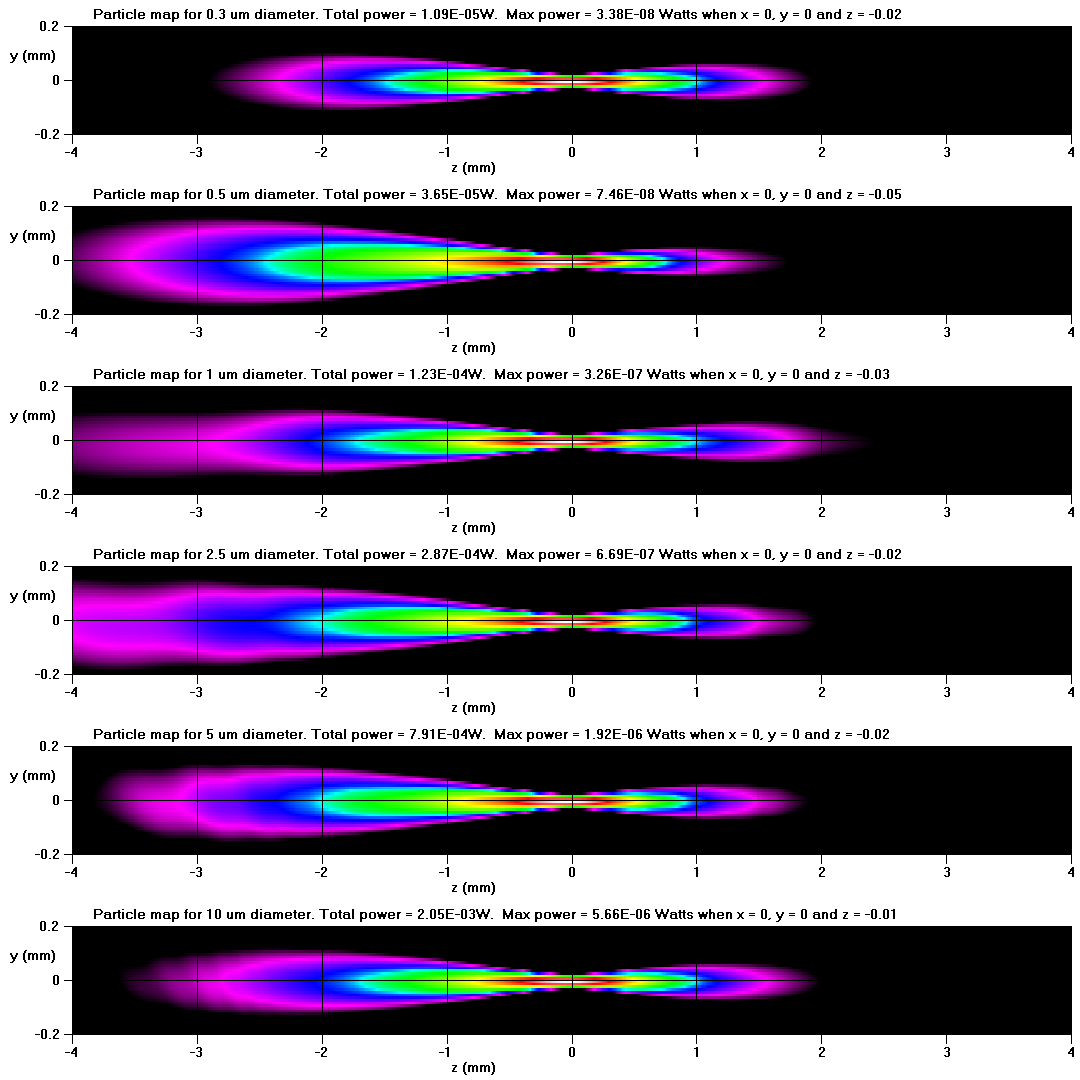 Particle map for 0.3 um diameter. Total power = 1.09E-05W.  Max power = 3.38E-08 Watts when x = 0, y = 0 and z = -0.02
0.2
y (mm)
0
-0.2
-4 -3 -2 -1 0 1 2 3 4
z (mm)
Particle map for 0.5 um diameter. Total power = 3.65E-05W.  Max power = 7.46E-08 Watts when x = 0, y = 0 and z = -0.05
0.2
y (mm)
0
-0.2
-4 -3 -2 -1 0 1 2 3 4
z (mm)
Particle map for 1 um diameter. Total power = 1.23E-04W.  Max power = 3.26E-07 Watts when x = 0, y = 0 and z = -0.03
0.2
y (mm)
0
-0.2
-4 -3 -2 -1 0 1 2 3 4
z (mm)
Particle map for 2.5 um diameter. Total power = 2.87E-04W.  Max power = 6.69E-07 Watts when x = 0, y = 0 and z = -0.02
0.2
y (mm)
0
-0.2
-4 -3 -2 -1 0 1 2 3 4
z (mm)
Particle map for 5 um diameter. Total power = 7.91E-04W.  Max power = 1.92E-06 Watts when x = 0, y = 0 and z = -0.02
0.2
y (mm)
0
-0.2
-4 -3 -2 -1 0 1 2 3 4
z (mm)
Particle map for 10 um diameter. Total power = 2.05E-03W.  Max power = 5.66E-06 Watts when x = 0, y = 0 and z = -0.01
0.2
y (mm)
0
-0.2
-4 -3 -2 -1 0 1 2 3 4
z (mm)